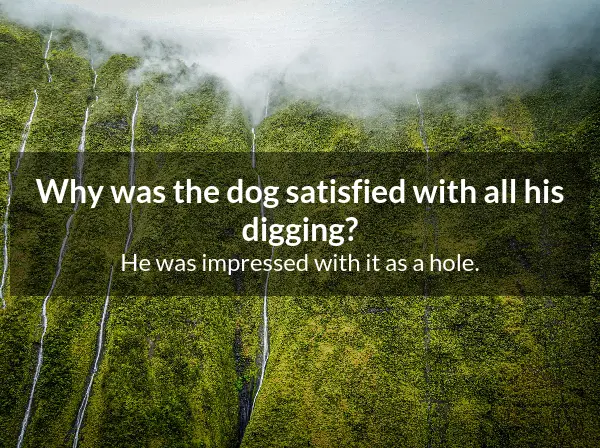 Why was the dog satisfied with all his
digging?
He was impressed with it as a hole.